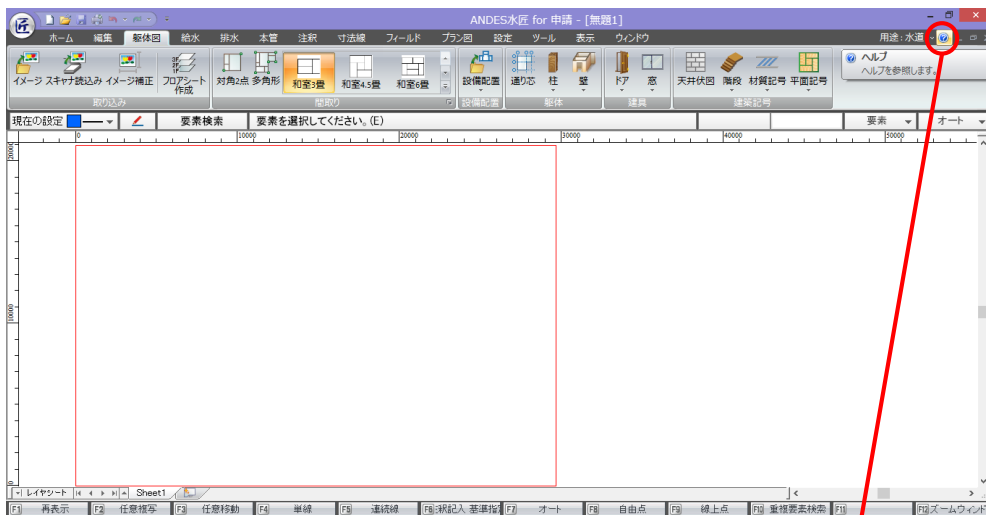 匠
ANDES水匠 for 申請 - [無題1]
ホーム 編集 躯体図 給水 排水 本管 注釈 寸法線 フィールド プラン図 設定 ツール 表示 ウィンドウ 用途:水道
イメージ スキャナ読込み イメージ補正 フロアシート作成 対角2点 多角形 和室3畳 和室4.5畳 和室6畳 設備配置 通り芯 柱 壁 ドア 窓 天井伏図 階段 材質記号 平面記号
ヘルプ
ヘルプを参照します。
取り込み 間取り 設備配置 躯体 建具 建築記号
現在の設定 要素検索 要素を選択してください。(E) 要素 オート
0 10000 20000 30000 40000 50000
20000
10000
0
レイヤシート Sheet1
F1 再表示 F2 任意複写 F3 任意移動 F4 単線 F5 連続線 F6 釈記入 基準指 F7 オート F8 自由点 F9 線上点 F10 重複要素検索 F11 F12 ズームウィンド